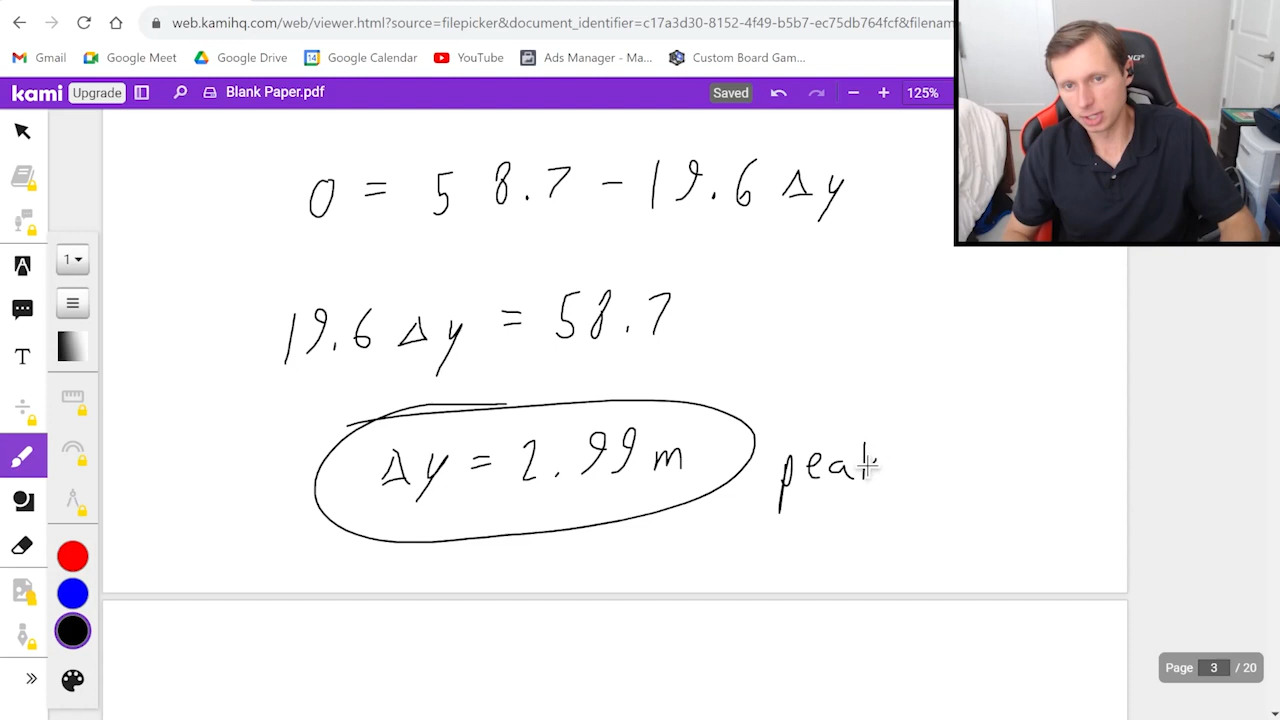 web.kamihq.com/web/viewer.html?source=filepicker&document_identifier=c17a3d30-8152-4f49-b5b7-ec75db764fcf&filenam
Gmail Google Meet Google Drive 14 Google Calendar YouTube Ads Manager - Ma... Custom Board Gam...
kami Upgrade Blank Paper.pdf Saved 125%
0 = 58.7 - 19.6 Δy
1
19.6 Δy = 58.7
T
Δy = 2.99 m peak
Page 3 / 20